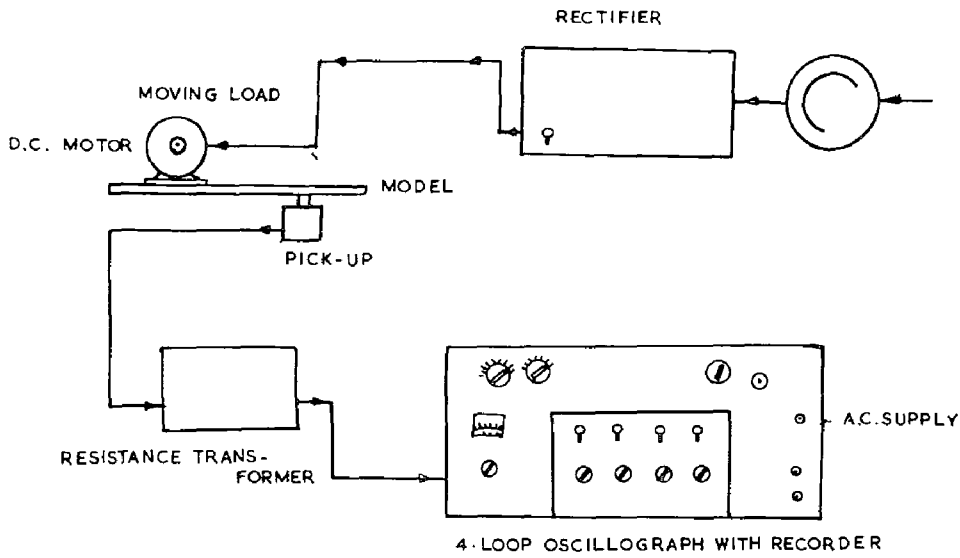 RECTIFIER
MOVING LOAD
D.C. MOTOR
MODEL
PICK-UP
A.C. SUPPLY
RESISTANCE TRANS-
FORMER
4. LOOP OSCILLOGRAPH WITH RECORDER